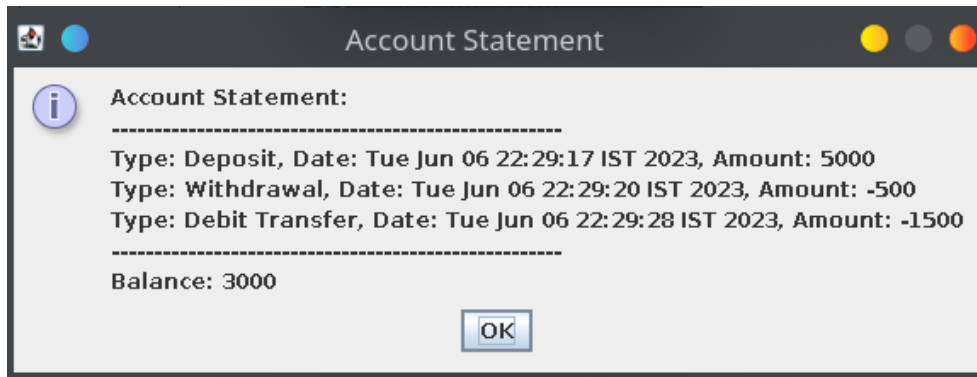 Account Statement
Account Statement:
----------------------------------------------------
Type: Deposit, Date: Tue Jun 06 22:29:17 IST 2023, Amount: 5000
Type: Withdrawal, Date: Tue Jun 06 22:29:20 IST 2023, Amount: -500
Type: Debit Transfer, Date: Tue Jun 06 22:29:28 IST 2023, Amount: -1500
----------------------------------------------------
Balance: 3000
OK